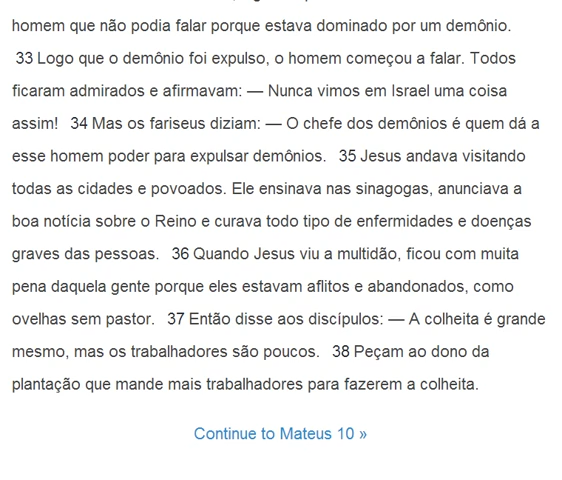 homem que não podia falar porque estava dominado por um demônio.
33 Logo que o demônio foi expulso, o homem começou a falar. Todos
ficaram admirados e afirmavam: — Nunca vimos em Israel uma coisa
assim! 34 Mas os fariseus diziam: — O chefe dos demônios é quem dá a
esse homem poder para expulsar demônios. 35 Jesus andava visitando
todas as cidades e povoados. Ele ensinava nas sinagogas, anunciava a
boa notícia sobre o Reino e curava todo tipo de enfermidades e doenças
graves das pessoas. 36 Quando Jesus viu a multidão, ficou com muita
pena daquela gente porque eles estavam aflitos e abandonados, como
ovelhas sem pastor. 37 Então disse aos discípulos: — A colheita é grande
mesmo, mas os trabalhadores são poucos. 38 Peçam ao dono da
plantação que mande mais trabalhadores para fazerem a colheita.
Continue to Mateus 10 »